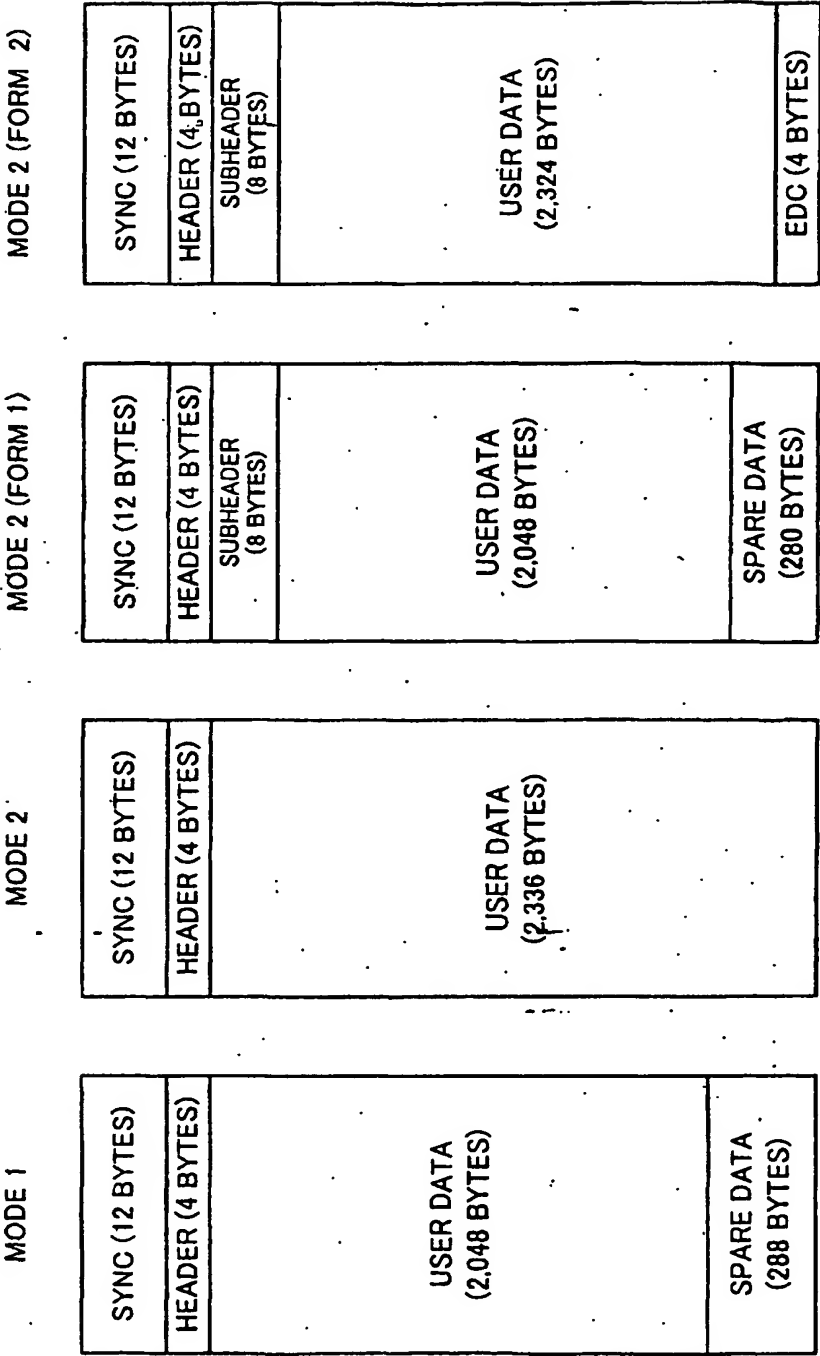 MODE 1
SYNC (12 BYTES)
HEADER (4 BYTES)
USER DATA
(2,048 BYTES)
SPARE DATA
(288 BYTES)
MODE 2
SYNC (12 BYTES)
HEADER (4 BYTES)
USER DATA
(2,336 BYTES)
MODE 2 (FORM 1)
SYNC (12 BYTES)
HEADER (4 BYTES)
SUBHEADER
(8 BYTES)
USER DATA
(2,048 BYTES)
SPARE DATA
(280 BYTES)
MODE 2 (FORM 2)
SYNC (12 BYTES)
HEADER (4 BYTES)
SUBHEADER
(8 BYTES)
USER DATA
(2,324 BYTES)
EDC (4 BYTES)